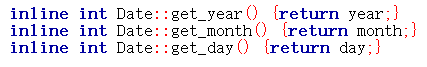 inline int Date::get_year() {return year;}
inline int Date::get_month() {return month;}
inline int Date::get_day() {return day;}